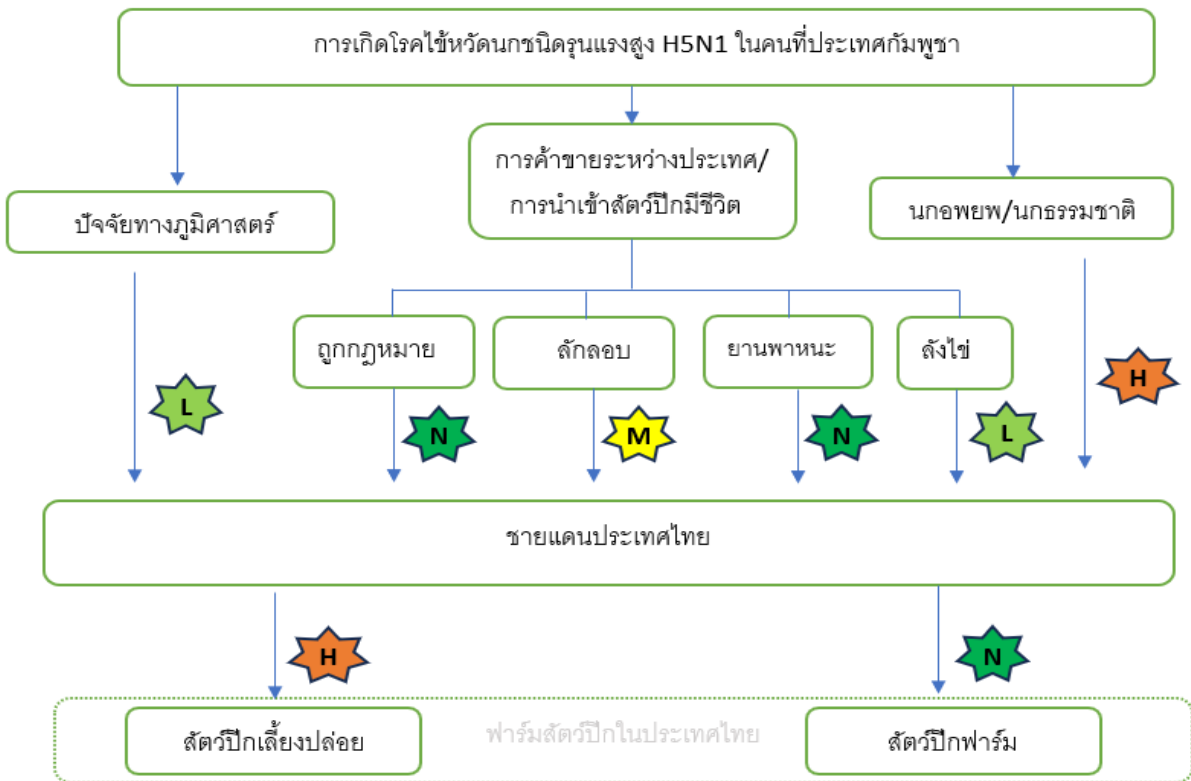 การเกิดโรคไข้หวัดนกชนิดรุนแรงสูง H5N1 ในคนที่ประเทศกัมพูชา
การค้าขายระหว่างประเทศ/
การนำเข้าสัตว์ปีกมีชีวิต
ปัจจัยทางภูมิศาสตร์
นกอพยพ/นกธรรมชาติ
ถูกกฎหมาย
ลักลอบ
ยานพาหนะ
ลังไข่
H
L
N
M
N
L
ชายแดนประเทศไทย
H
N
สัตว์ปีกเลี้ยงปล่อย
ฟาร์มสัตว์ปีกในประเทศไทย
สัตว์ปีกฟาร์ม